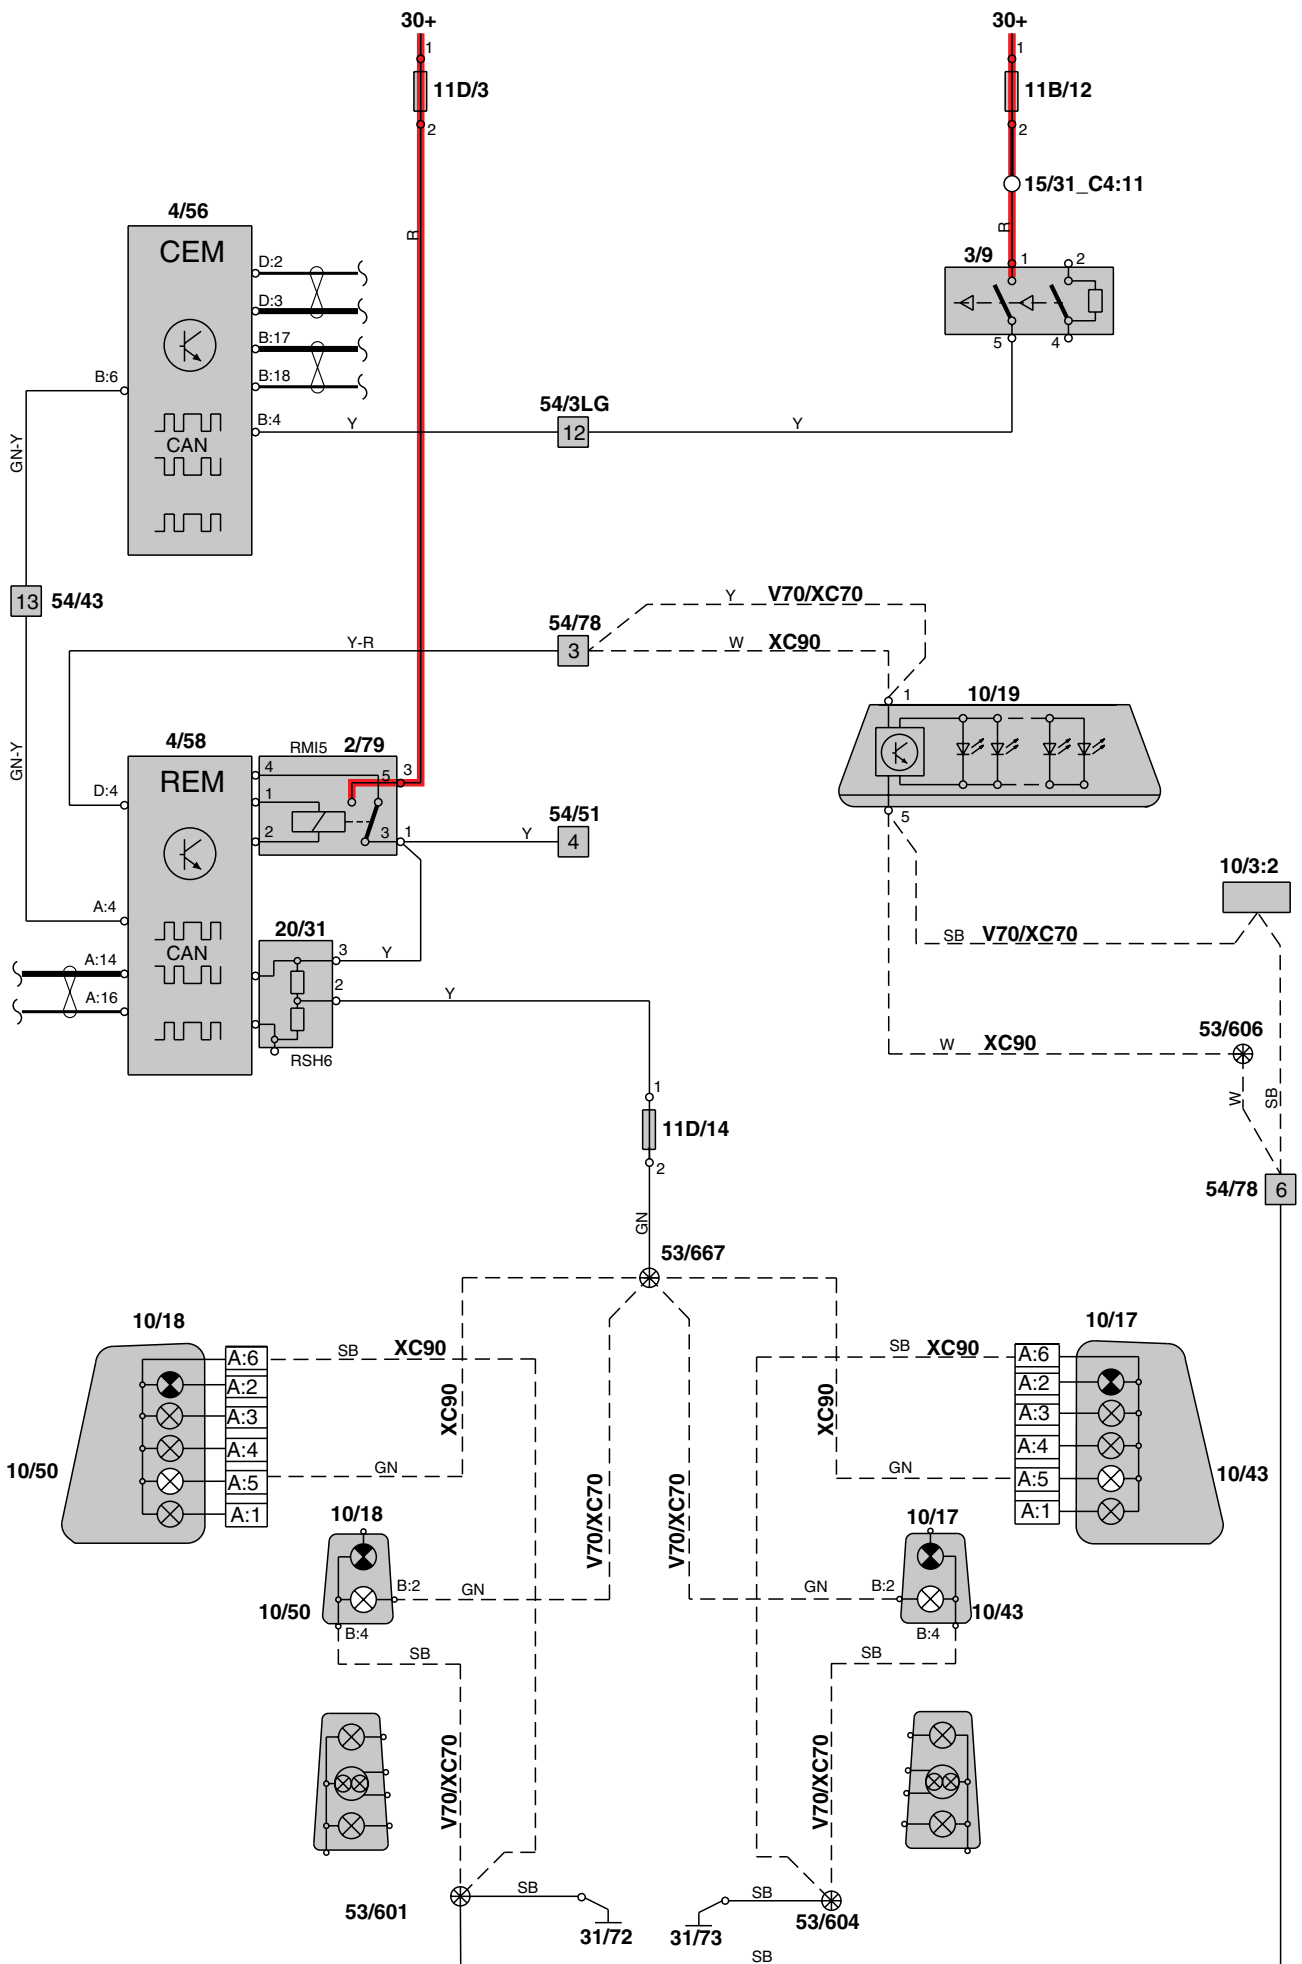 30+
30+
1
1
11D/3
11B/12
2
2
15/31_C4:11
4/56
R
R
CEM
3/9
1
2
D:2
D:3
B:17
5
4
B:6
B:18
54/3LG
B:4
Y
12
Y
CAN
GN-Y
13
54/43
Y
V70/XC70
54/78
Y-R
3
W
XC90
10/19
1
4/58
RMI5
2/79
GN-Y
REM
4
5
3
D:4
1
54/51
5
2
3
1
Y
4
10/3:2
A:4
20/31
SB
V70/XC70
CAN
3
Y
A:14
2
Y
A:16
53/606
W
XC90
RSH6
1
W
SB
11D/14
2
54/78
6
GN
53/667
10/18
10/17
A:6
SB
XC90
SB
XC90
A:6
A:2
A:2
A:3
XC90
XC90
A:3
A:4
A:4
10/50
GN
GN
10/43
A:5
A:5
A:1
A:1
10/18
V70/XC70
V70/XC70
10/17
B:2
GN
GN
B:2
10/50
10/43
B:4
B:4
SB
SB
V70/XC70
V70/XC70
SB
SB
53/601
53/604
31/72
31/73
SB